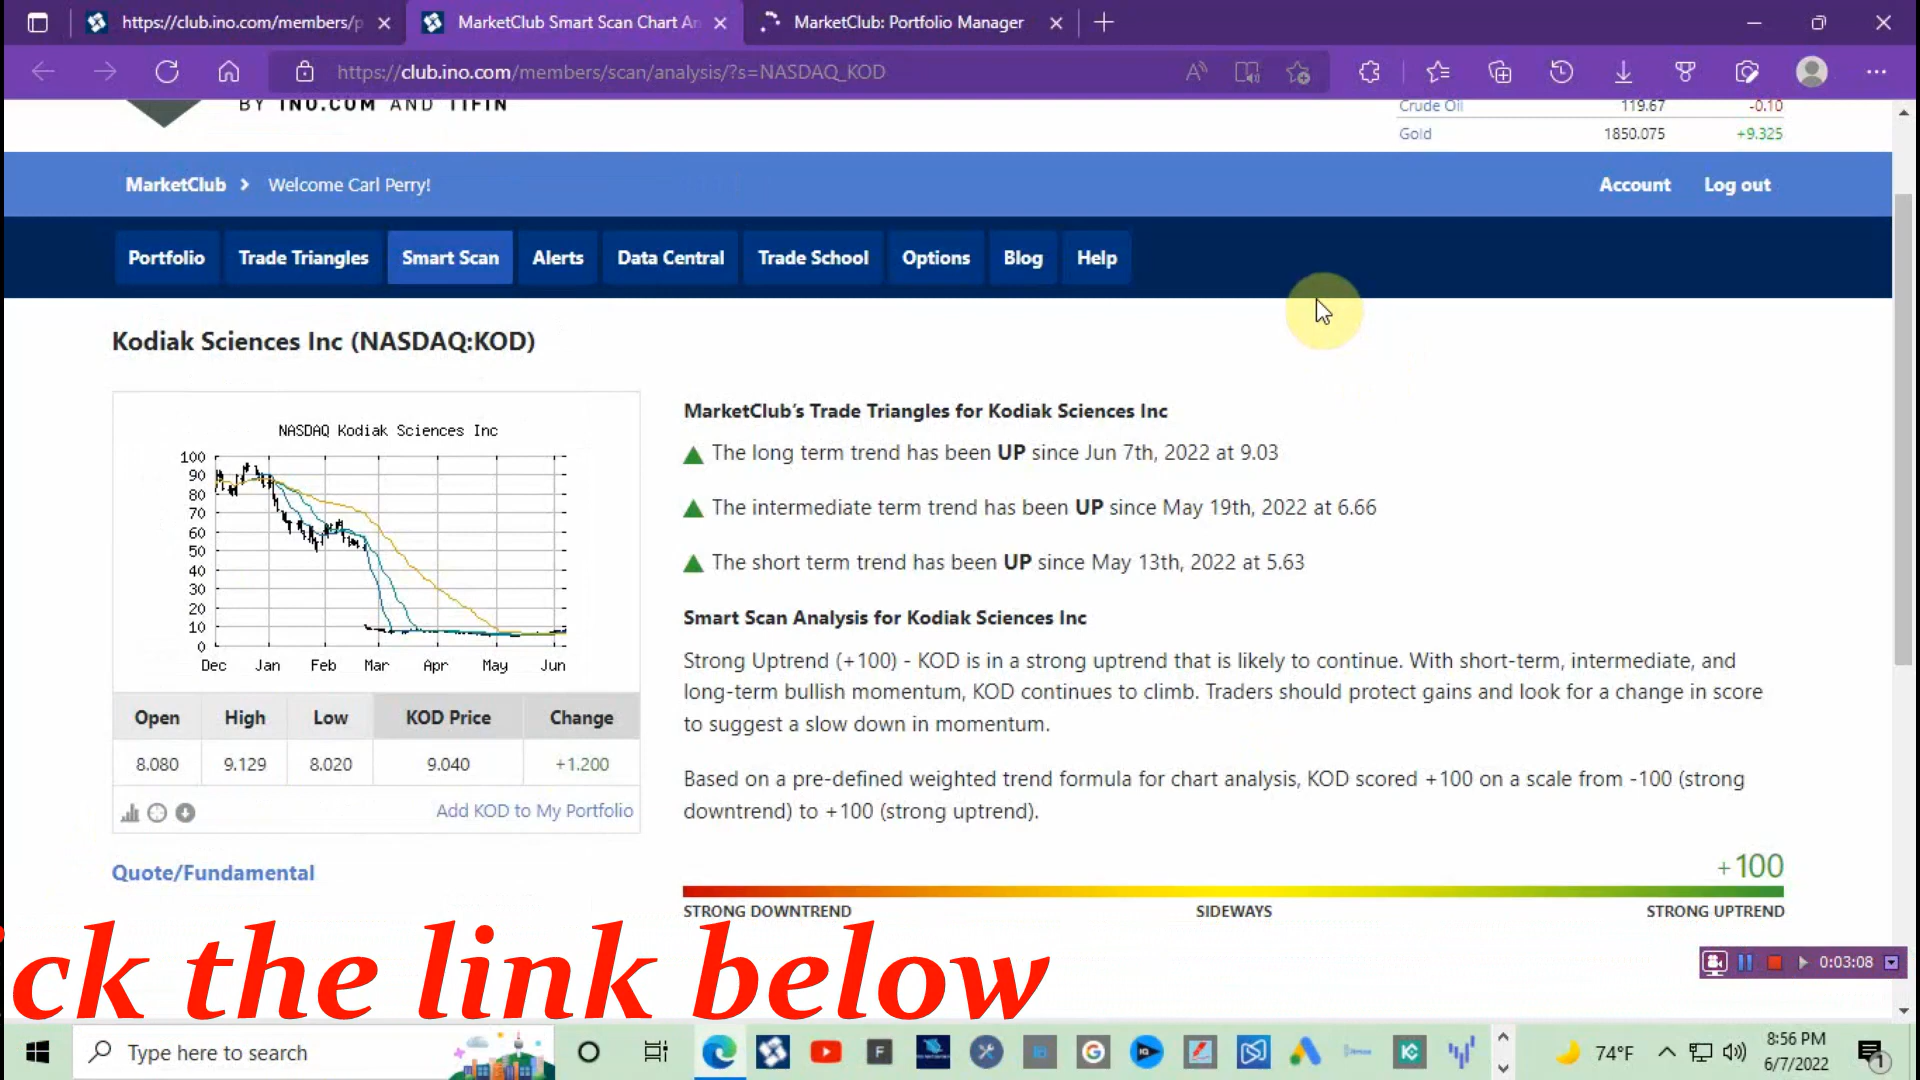 https://club.ino.com/members/p
MarketClub Smart Scan Chart An
MarketClub: Portfolio Manager
https://club.ino.com/members/scan/analysis/?s=NASDAQ_KOD
BY INO.COM AND TIFIN
Crude Oil 119.67 -0.10
Gold 1850.075 +9.325
MarketClub > Welcome Carl Perry!
Account Log out
Portfolio Trade Triangles Smart Scan Alerts Data Central Trade School Options Blog Help
Kodiak Sciences Inc (NASDAQ:KOD)
NASDAQ Kodiak Sciences Inc
100
90
80
70
60
50
40
30
20
10
0
Dec Jan Feb Mar Apr May Jun
Open High Low KOD Price Change
8.080 9.129 8.020 9.040 +1.200
Add KOD to My Portfolio
Quote/Fundamental
MarketClub's Trade Triangles for Kodiak Sciences Inc
The long term trend has been UP since Jun 7th, 2022 at 9.03
The intermediate term trend has been UP since May 19th, 2022 at 6.66
The short term trend has been UP since May 13th, 2022 at 5.63
Smart Scan Analysis for Kodiak Sciences Inc
Strong Uptrend (+100) - KOD is in a strong uptrend that is likely to continue. With short-term, intermediate, and
long-term bullish momentum, KOD continues to climb. Traders should protect gains and look for a change in score
to suggest a slow down in momentum.
Based on a pre-defined weighted trend formula for chart analysis, KOD scored +100 on a scale from -100 (strong
downtrend) to +100 (strong uptrend).
+100
STRONG DOWNTREND SIDEWAYS STRONG UPTREND
ck the link below
0:03:08
Type here to search
74°F
8:56 PM
6/7/2022
1